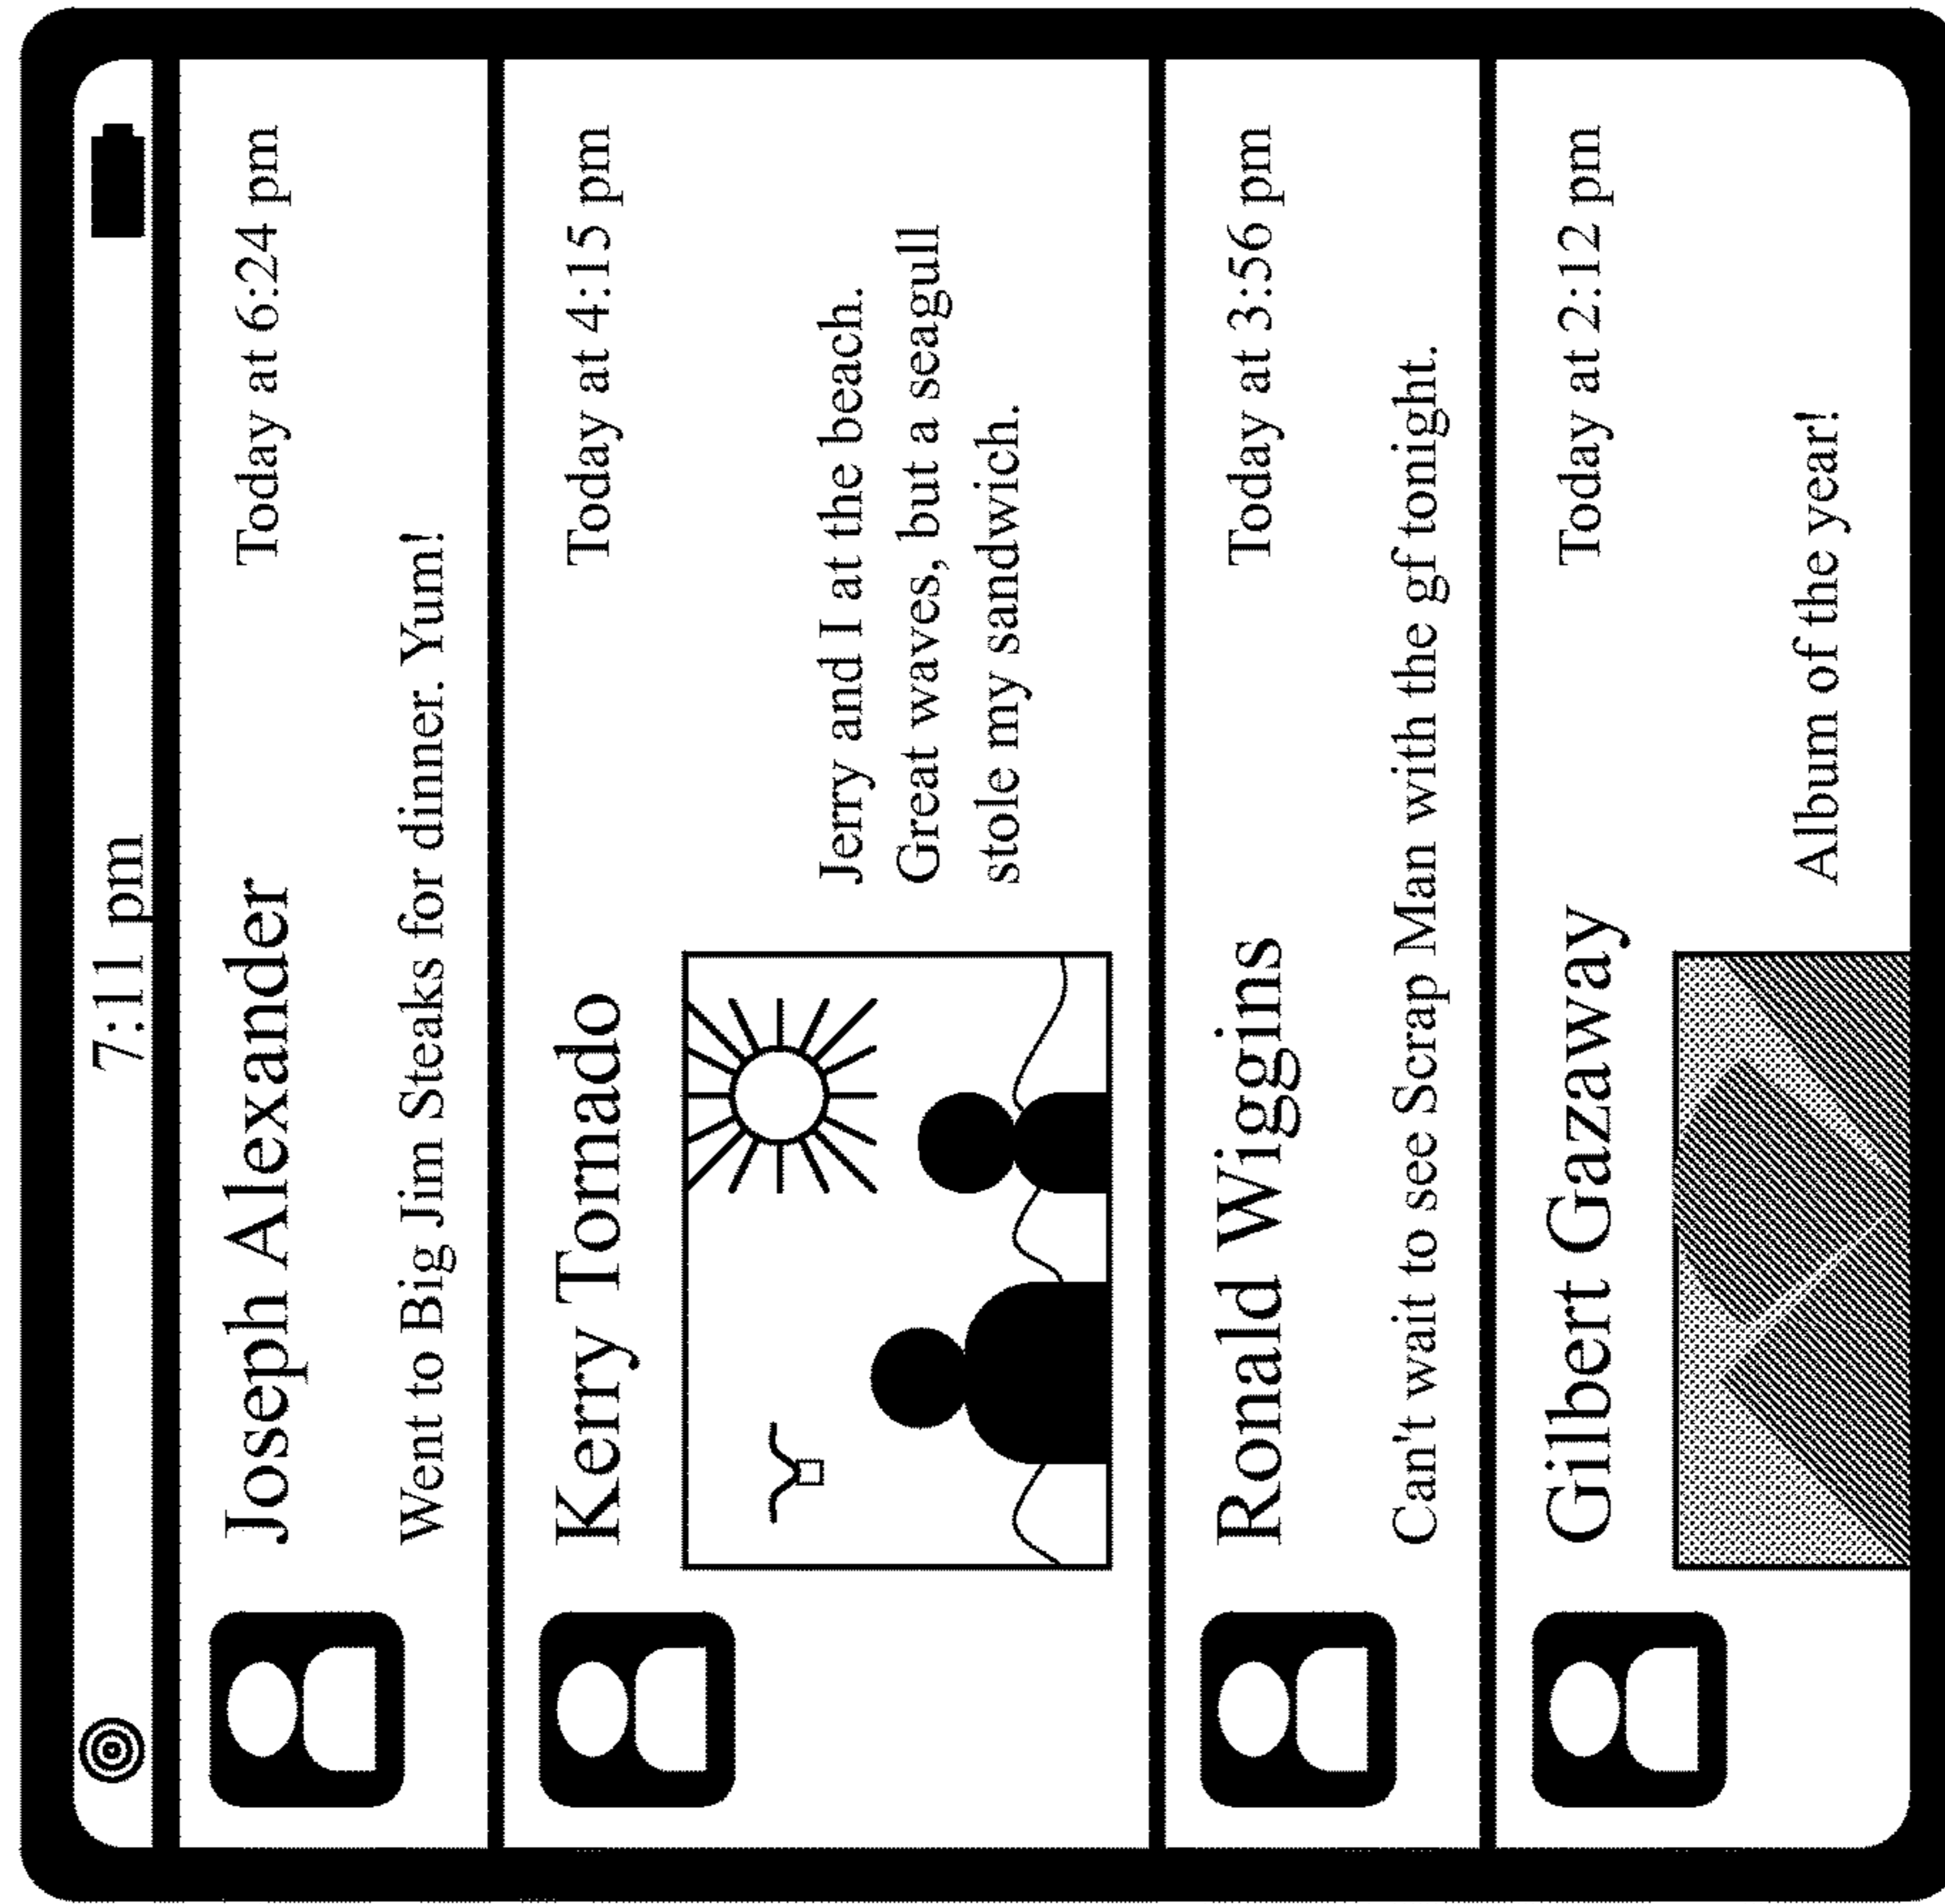 7:11 pm
Joseph Alexander
Today at 6:24 pm
Went to Big Jim Steaks for dinner. Yum!
Kerry Tornado
Today at 4:15 pm
Jerry and I at the beach.
Great waves, but a seagull
stole my sandwich.
Ronald Wiggins
Today at 3:56 pm
Can't wait to see Scrap Man with the gf tonight.
Gilbert Gazaway
Today at 2:12 pm
Album of the year!